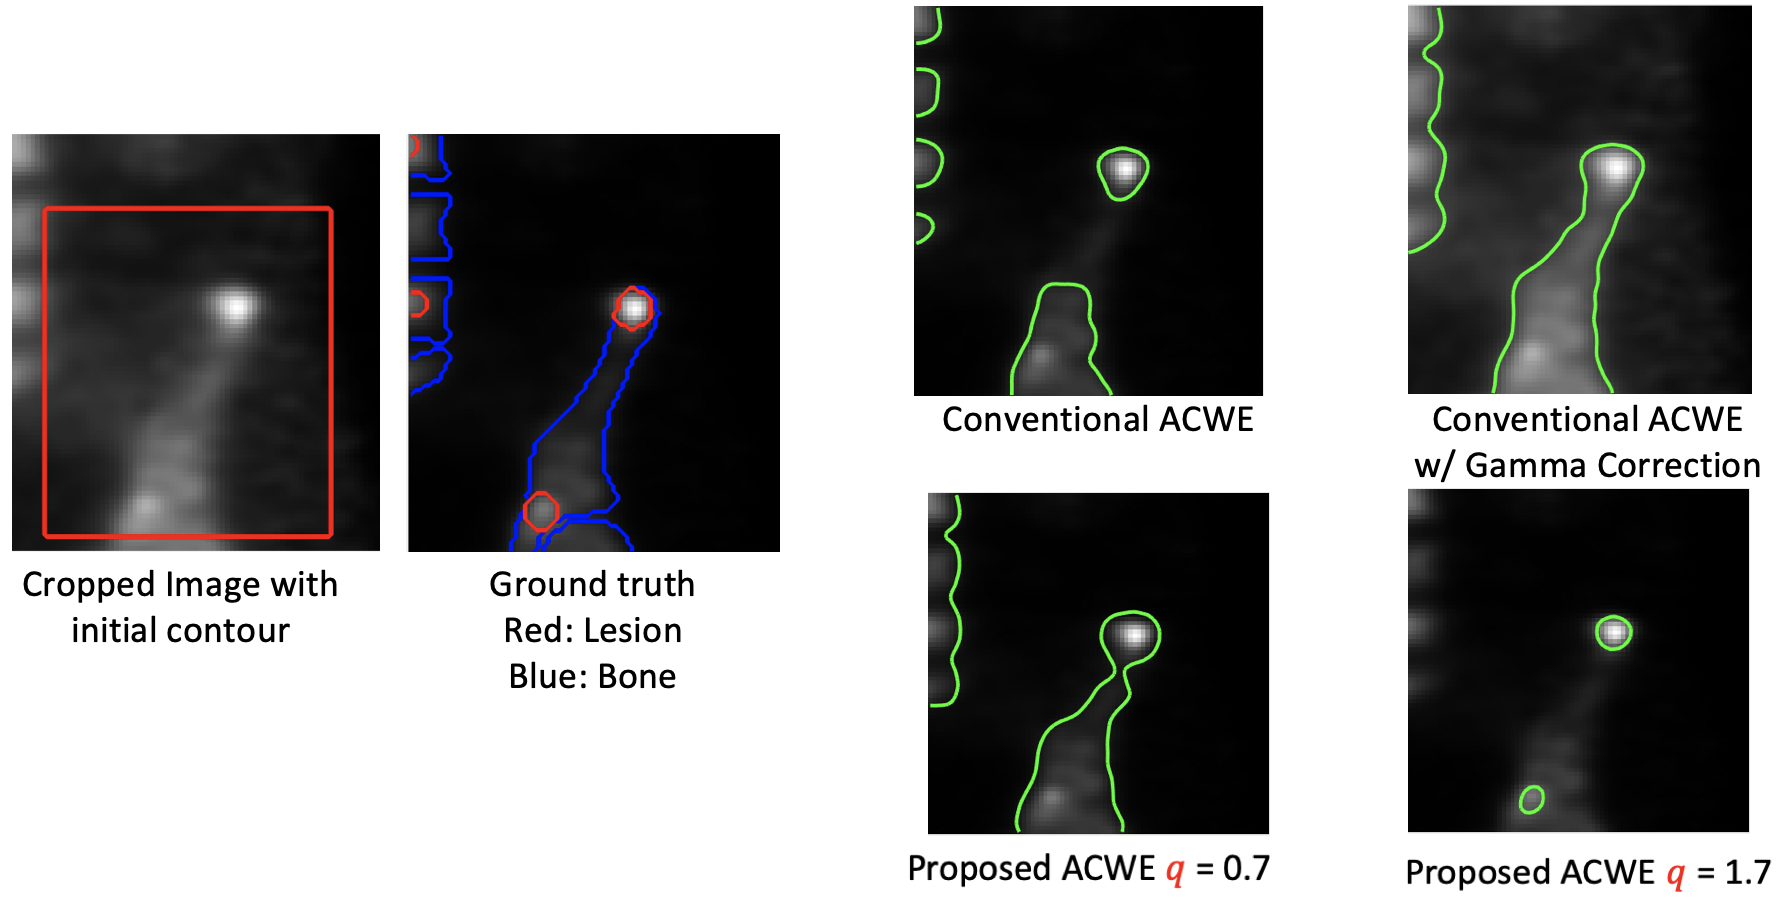 Cropped Image with
initial contour
Ground truth
Red: Lesion
Blue: Bone
Conventional ACWE
Conventional ACWE
w/ Gamma Correction
Proposed ACWE q = 0.7
Proposed ACWE q = 1.7